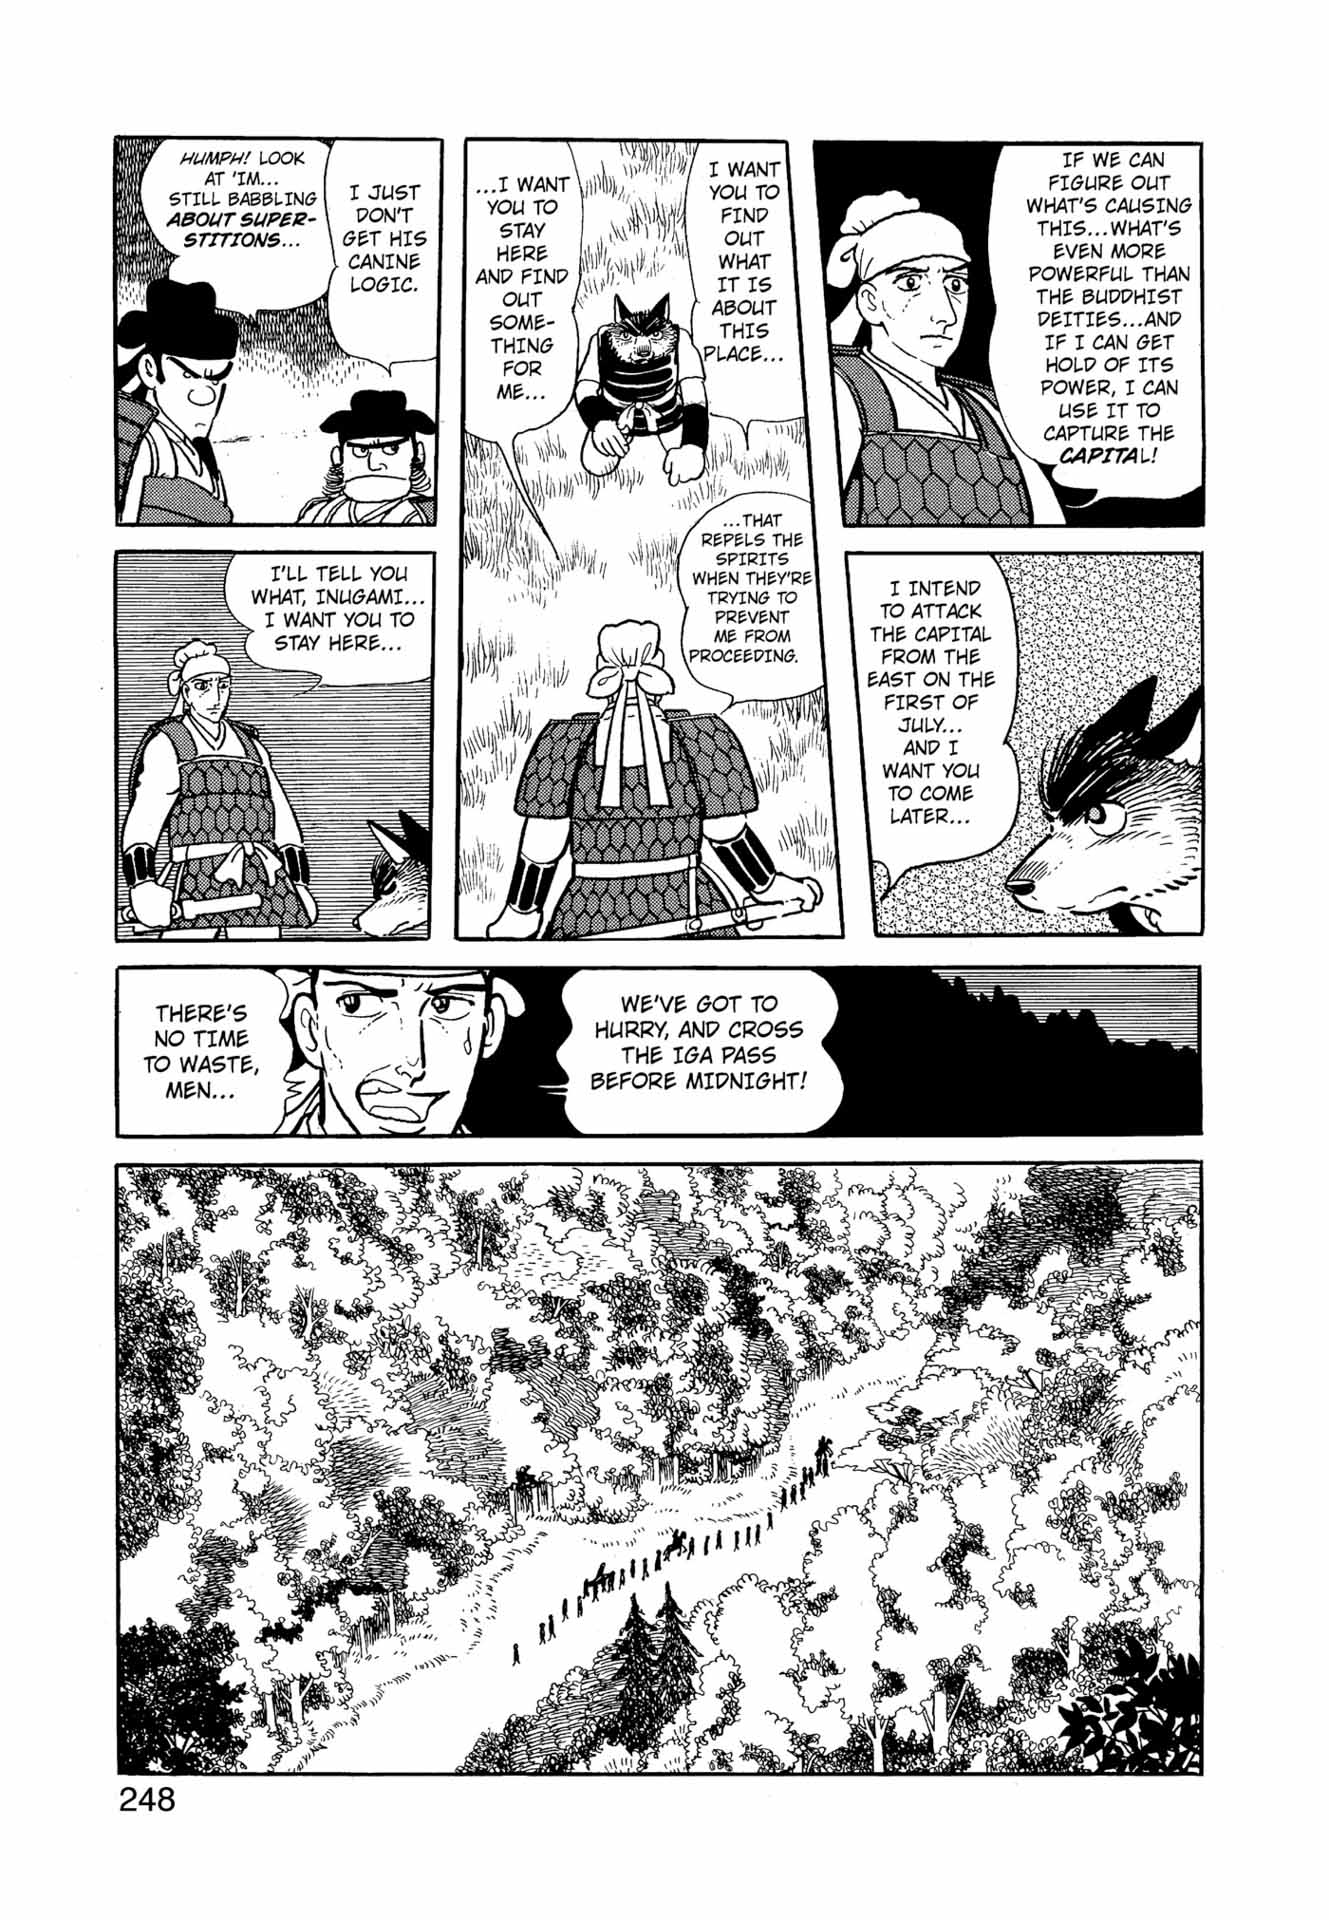 HUMPH! LOOK
AT 'IM...
STILL BABBLING
ABOUT SUPER-
STITIONS...
I JUST
DON'T
GET HIS
CANINE
LOGIC.
I'LL TELL YOU
WHAT, INUGAMI...
I WANT YOU TO
STAY HERE...
...I WANT
YOU TO
STAY
HERE
AND FIND
OUT
SOME-
THING
FOR
ME...
I WANT
YOU TO
FIND
OUT
WHAT
IT IS
ABOUT
THIS
PLACE...
...THAT
REPELS THE
SPIRITS
WHEN THEY'RE
TRYING TO
PREVENT
ME FROM
PROCEEDING.
IF WE CAN
FIGURE OUT
WHAT'S CAUSING
THIS...WHAT'S
EVEN MORE
POWERFUL THAN
THE BUDDHIST
DEITIES...AND
IF I CAN GET
HOLD OF ITS
POWER, I CAN
USE IT TO
CAPTURE THE
CAPITAL!
I INTEND
TO ATTACK
THE CAPITAL
FROM THE
EAST ON THE
FIRST OF
JULY...
AND I
WANT YOU
TO COME
LATER...
THERE'S
NO TIME
TO WASTE,
MEN...
WE'VE GOT TO
HURRY, AND CROSS
THE IGA PASS
BEFORE MIDNIGHT!
248